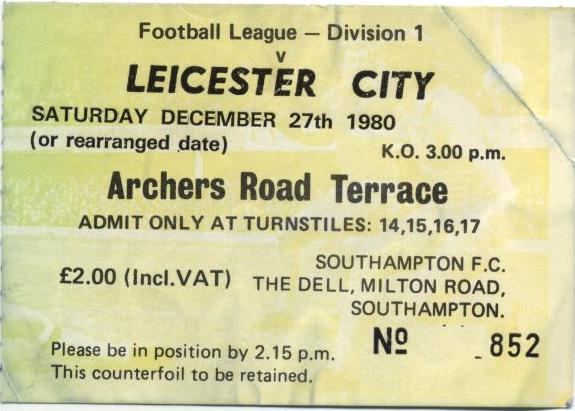 Football League — Division 1
v
LEICESTER CITY
SATURDAY DECEMBER 27th 1980
(or rearranged date)
K.O. 3.00 p.m.
Archers Road Terrace
ADMIT ONLY AT TURNSTILES: 14,15,16,17
£2.00 (Incl.VAT)
SOUTHAMPTON F.C.
THE DELL, MILTON ROAD,
SOUTHAMPTON.
Nº 852
Please be in position by 2.15 p.m.
This counterfoil to be retained.